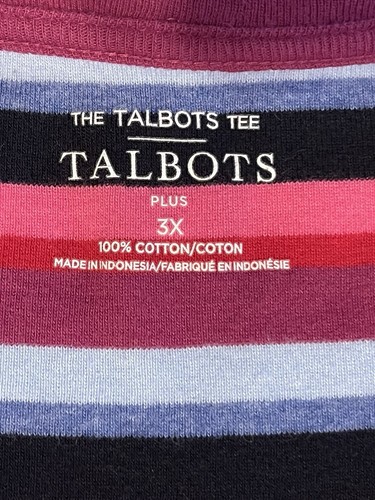 THE TALBOTS TEE
TALBOTS
PLUS
3X
100% COTTON/COTON
MADE IN INDONESIA/FABRIQUÉ EN INDONÉSIE